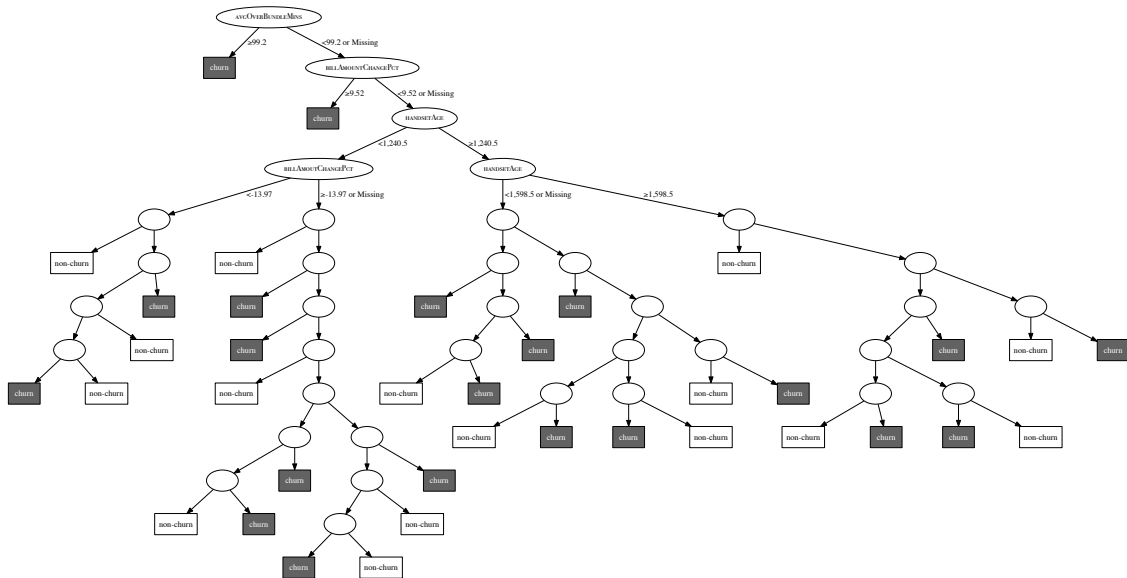 AVGOVERBUNDLEMINS
≥99.2
<99.2 or Missing
churn
BILLAMOUNTCHANGEPCT
≥9.52
<9.52 or Missing
churn
HANDSETAGE
<1,240.5
≥1,240.5
BILLAMOUTCHANGEPCT
HANDSETAGE
<-13.97
≥-13.97 or Missing
<1,598.5 or Missing
≥1,598.5
non-churn
non-churn
non-churn
churn
churn
churn
churn
non-churn
churn
churn
churn
non-churn
churn
churn
non-churn
non-churn
churn
non-churn
churn
non-churn
churn
non-churn
churn
non-churn
churn
churn
non-churn
non-churn
churn
churn
non-churn
churn
churn
non-churn
churn
non-churn
churn
non-churn